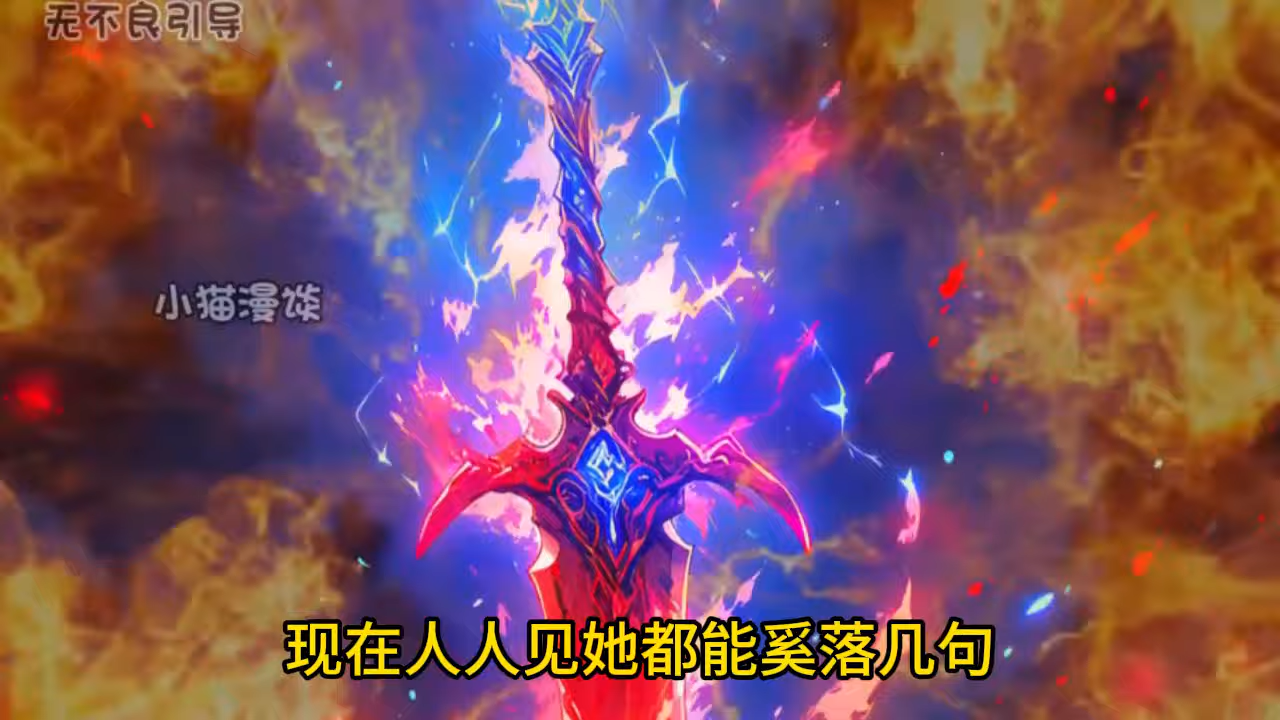 无不良引导
小猫漫谈
现在人人见她都能奚落几句